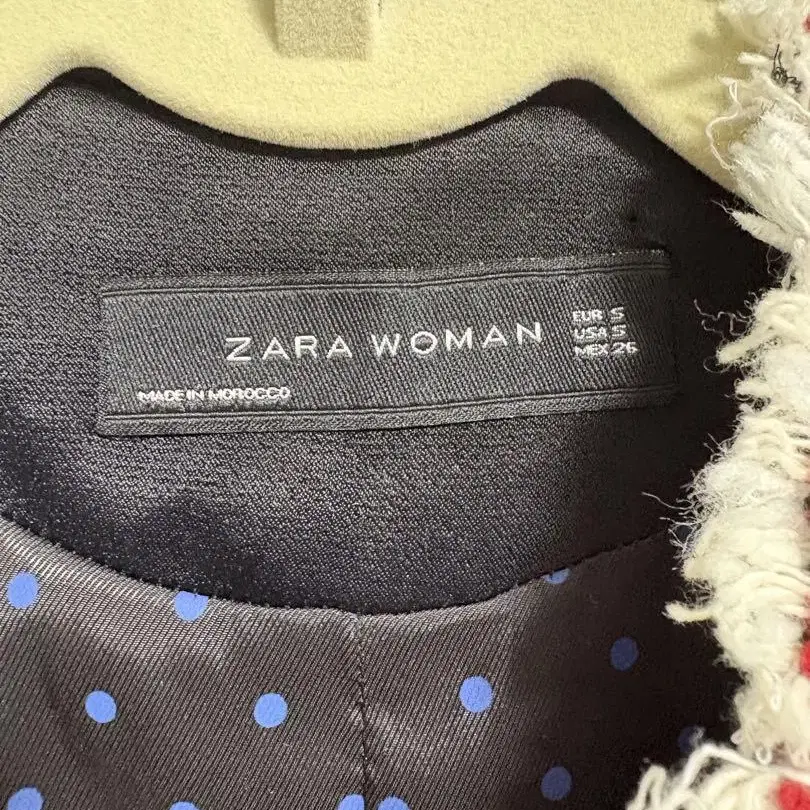 ZARA WOMAN
EUR S
USA S
MEX 26
MADE IN MOROCCO